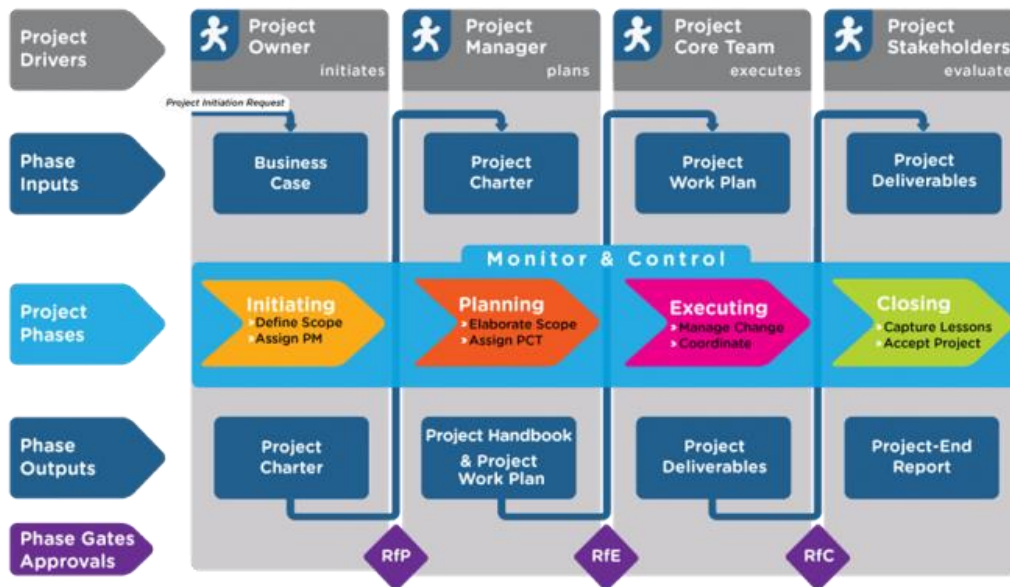 Project
Drivers
Project
Owner
initiates
Project
Manager
plans
Project
Core Team
executes
Project
Stakeholders
evaluate
Project Initiation Request
Phase
Inputs
Business
Case
Project
Charter
Project
Work Plan
Project
Deliverables
Monitor & Control
Project
Phases
Initiating
»Define Scope
»Assign PM
Planning
»Elaborate Scope
»Assign PCT
Executing
»Manage Change
»Coordinate
Closing
»Capture Lessons
»Accept Project
Phase
Outputs
Project
Charter
Project Handbook
& Project
Work Plan
Project
Deliverables
Project-End
Report
Phase Gates
Approvals
RfP
RfE
RfC